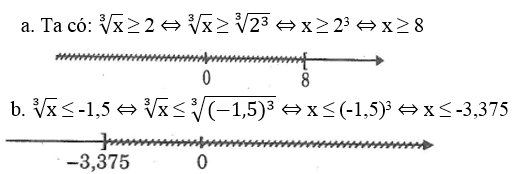 a. Ta có: ∛x ≥ 2 ⇔ ∛x ≥ ∛2³ ⇔ x ≥ 2³ ⇔ x ≥ 8
0 8
b. ∛x ≤ -1,5 ⇔ ∛x ≤ ∛(−1,5)³ ⇔ x ≤ (-1,5)³ ⇔ x ≤ -3,375
−3,375 0